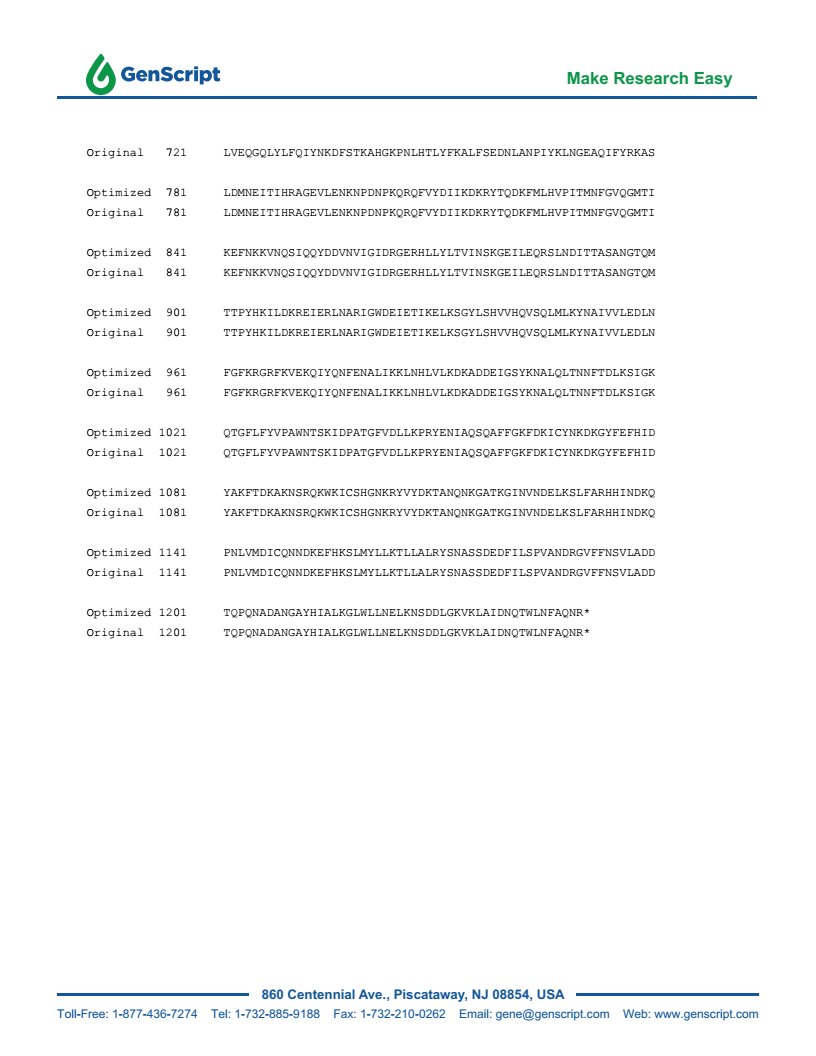 GenScript
Make Research Easy
Original 721 LVEQGQLYLFQIYNKDFSTKAHGKPNLHTLYFKALFSEDNLANPIYKLNGEAQIFYRKAS
Optimized 781 LDMNEITIHRAGEVLENKNPDNPKQRQFVYDIIKDKRYTQDKFMLHVPITMNFGVQGMTI
Original 781 LDMNEITIHRAGEVLENKNPDNPKQRQFVYDIIKDKRYTQDKFMLHVPITMNFGVQGMTI
Optimized 841 KEFNKKVNQSIQQYDDVNVIGIDRGERHLLYLTVINSKGEILEQRSLNDITTASANGTQM
Original 841 KEFNKKVNQSIQQYDDVNVIGIDRGERHLLYLTVINSKGEILEQRSLNDITTASANGTQM
Optimized 901 TTPYHKILDKREIERLNARIGWDEIETIKELKSGYLSHVVHQVSQLMLKYNAIVVLEDLN
Original 901 TTPYHKILDKREIERLNARIGWDEIETIKELKSGYLSHVVHQVSQLMLKYNAIVVLEDLN
Optimized 961 FGFKRGRFKVEKQIYQNFENALIKKLNHLVLKDKADDEIGSYKNALQLTNNFTDLKSIGK
Original 961 FGFKRGRFKVEKQIYQNFENALIKKLNHLVLKDKADDEIGSYKNALQLTNNFTDLKSIGK
Optimized 1021 QTGFLFYVPAWNTSKIDPATGFVDLLKPRYENIAQSQAFFGKFDKICYNKDKGYFEFHID
Original 1021 QTGFLFYVPAWNTSKIDPATGFVDLLKPRYENIAQSQAFFGKFDKICYNKDKGYFEFHID
Optimized 1081 YAKFTDKAKNSRQKWKICSHGNKRYVYDKTANQNKGATKGINVNDELKSLFARHHINDKQ
Original 1081 YAKFTDKAKNSRQKWKICSHGNKRYVYDKTANQNKGATKGINVNDELKSLFARHHINDKQ
Optimized 1141 PNLVMDICQNNDKEFHKSLMYLLKTLLALRYSNASSDEDFILSPVANDRGVFFNSVLADD
Original 1141 PNLVMDICQNNDKEFHKSLMYLLKTLLALRYSNASSDEDFILSPVANDRGVFFNSVLADD
Optimized 1201 TQPQNADANGAYHIALKGLWLLNELKNSDDLGKVKLAIDNQTWLNFAQNR*
Original 1201 TQPQNADANGAYHIALKGLWLLNELKNSDDLGKVKLAIDNQTWLNFAQNR*
860 Centennial Ave., Piscataway, NJ 08854, USA
Toll-Free: 1-877-436-7274 Tel: 1-732-885-9188 Fax: 1-732-210-0262 Email: gene@genscript.com Web: www.genscript.com